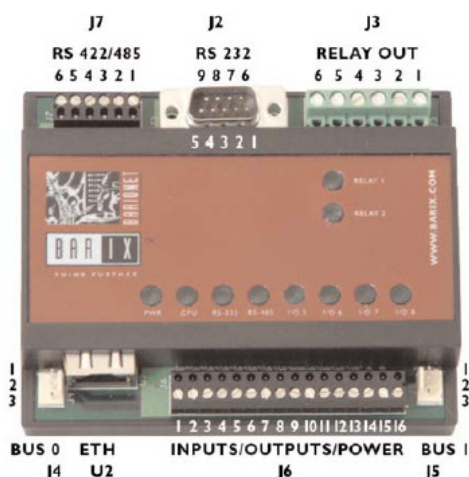 J7 J2 J3
RS 422/485 RS 232 RELAY OUT
6 5 4 3 2 1 9 8 7 6 6 5 4 3 2 1
5 4 3 2 1
RELAY 1
RELAY 2
BARIONET
BARIX
THINK FURTHER
WWW.BARIX.COM
PWR CPU RS-232 RS-485 I/O 5 I/O 6 I/O 7 I/O 8
1 1
2 2
3 3
1 2 3 4 5 6 7 8 9 10 11 12 13 14 15 16
BUS 0 ETH INPUTS/OUTPUTS/POWER BUS 1
J4 U2 J6 J5